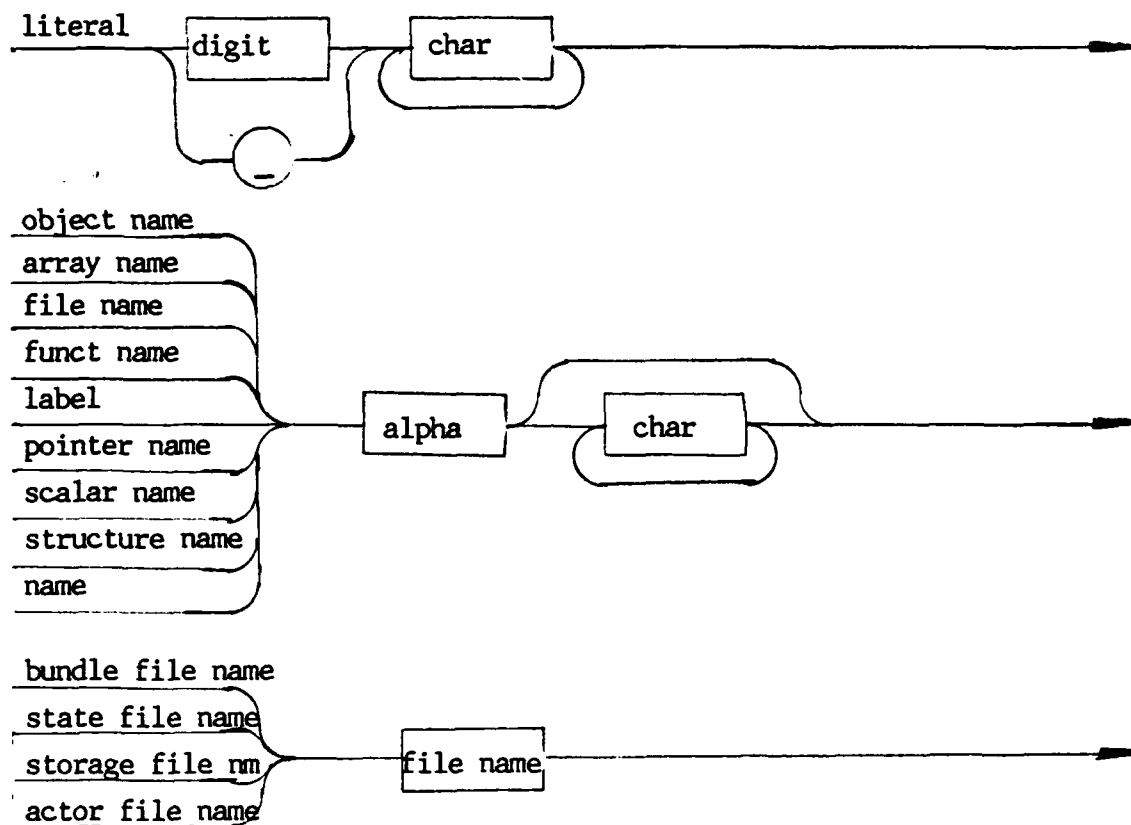 literal
digit
char
_
object name
array name
file name
funct name
label
pointer name
scalar name
structure name
name
alpha
char
bundle file name
state file name
storage file nm
actor file name
file name